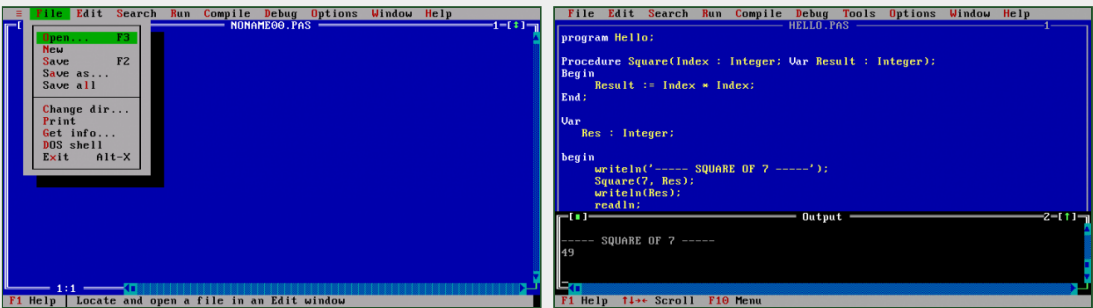 ≡ File Edit Search Run Compile Debug Options Window Help
NONAME00.PAS 1=[↕]
Open... F3
New
Save F2
Save as...
Save all
Change dir...
Print
Get info...
DOS shell
Exit Alt-X
1:1
F1 Help | Locate and open a file in an Edit window
File Edit Search Run Compile Debug Tools Options Window Help
HELLO.PAS 1
program Hello;
Procedure Square(Index : Integer; Var Result : Integer);
Begin
Result := Index * Index;
End;
Var
Res : Integer;
begin
writeln('----- SQUARE OF 7 -----');
Square(7, Res);
writeln(Res);
readln;
[■] Output 2=[↑]
----- SQUARE OF 7 -----
49
F1 Help ↑↓→← Scroll F10 Menu